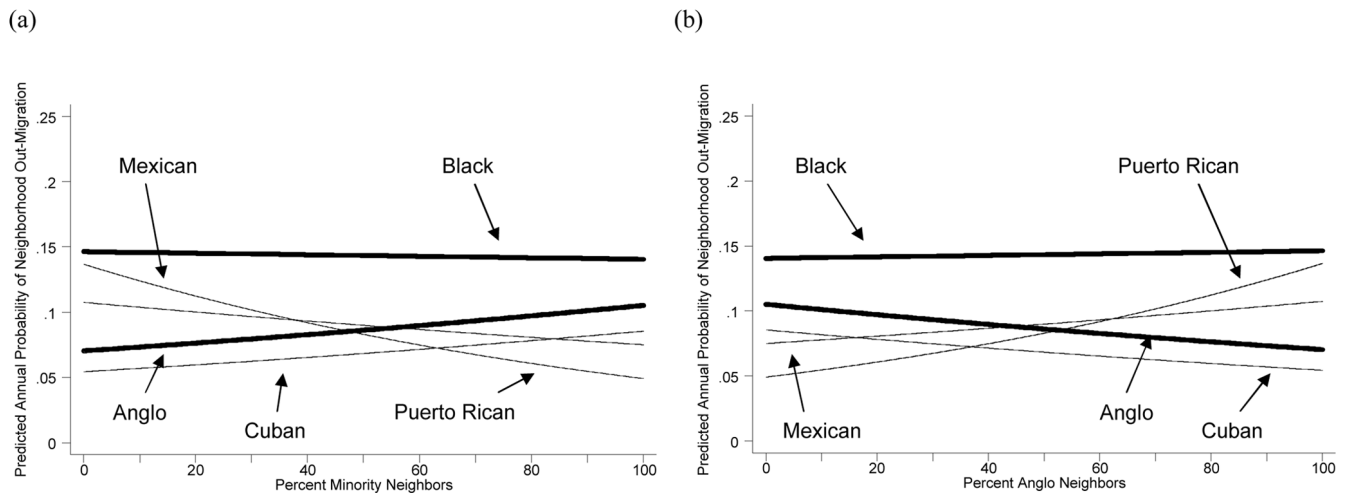 (a)
Predicted Annual Probability of Neighborhood Out-Migration
.25
.2
.15
.1
.05
0
Mexican
Black
Anglo
Cuban
Puerto Rican
0 20 40 60 80 100
Percent Minority Neighbors
(b)
Predicted Annual Probability of Neighborhood Out-Migration
.25
.2
.15
.1
.05
0
Black
Puerto Rican
Mexican
Anglo
Cuban
0 20 40 60 80 100
Percent Anglo Neighbors